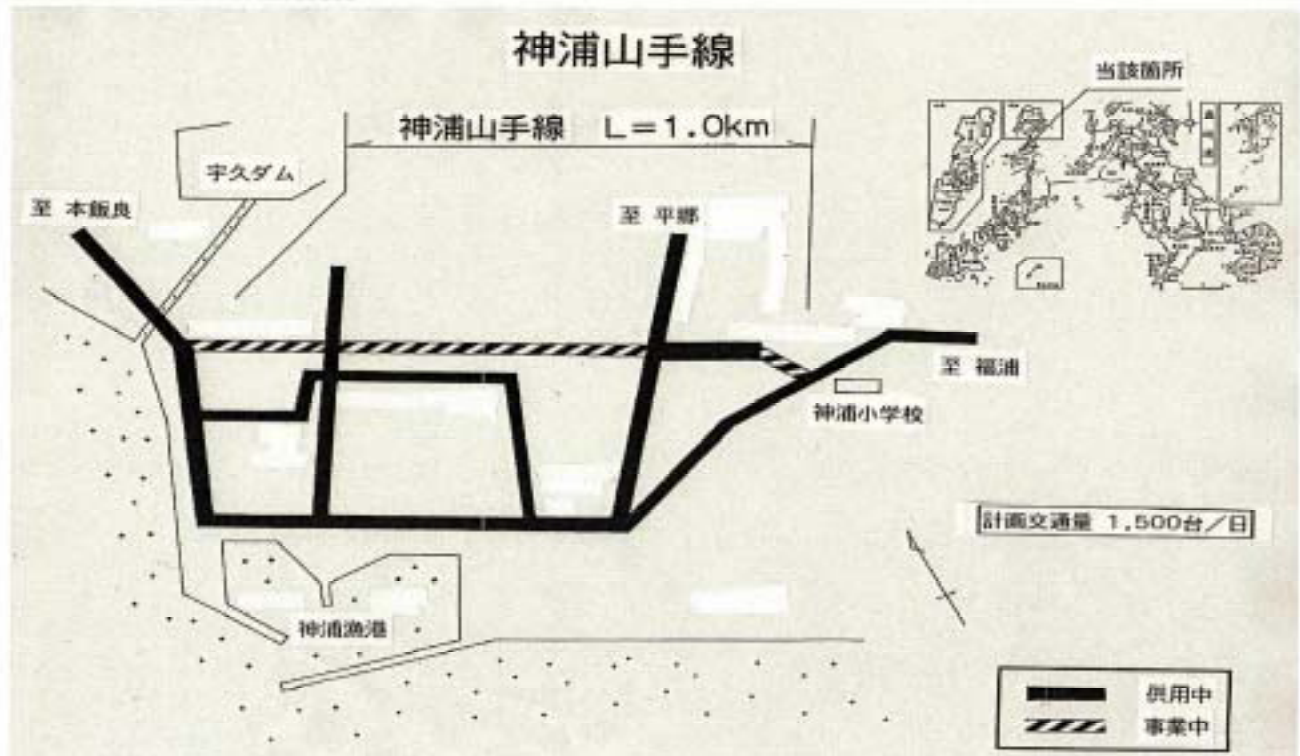 神浦山手線
当該箇所
神浦山手線 L=1.0km
宇久ダム
至 本飯良
至 平郷
至 福浦
神浦小学校
計画交通量 1,500台/日
神浦漁港
供用中
事業中